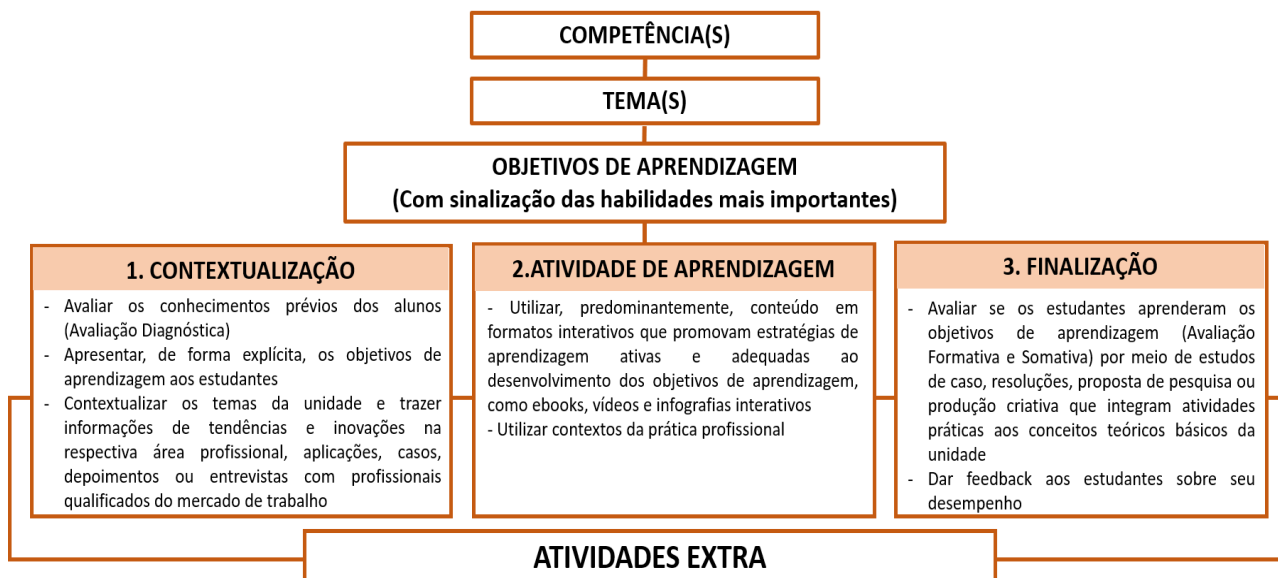 COMPETÊNCIA(S)
TEMA(S)
OBJETIVOS DE APRENDIZAGEM
(Com sinalização das habilidades mais importantes)
1. CONTEXTUALIZAÇÃO
- Avaliar os conhecimentos prévios dos alunos
(Avaliação Diagnóstica)
- Apresentar, de forma explícita, os objetivos de
aprendizagem aos estudantes
- Contextualizar os temas da unidade e trazer
informações de tendências e inovações na
respectiva área profissional, aplicações, casos,
depoimentos ou entrevistas com profissionais
qualificados do mercado de trabalho
2.ATIVIDADE DE APRENDIZAGEM
- Utilizar, predominantemente, conteúdo em
formatos interativos que promovam estratégias de
aprendizagem ativas e adequadas ao
desenvolvimento dos objetivos de aprendizagem,
como ebooks, vídeos e infografias interativos
- Utilizar contextos da prática profissional
3. FINALIZAÇÃO
- Avaliar se os estudantes aprenderam os
objetivos de aprendizagem (Avaliação
Formativa e Somativa) por meio de estudos
de caso, resoluções, proposta de pesquisa ou
produção criativa que integram atividades
práticas aos conceitos teóricos básicos da
unidade
- Dar feedback aos estudantes sobre seu
desempenho
ATIVIDADES EXTRA